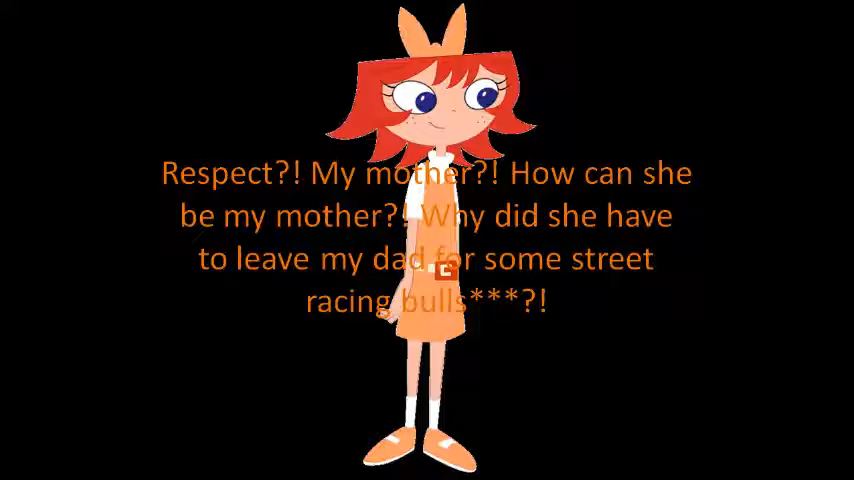 Respect?! My mother?! How can she
be my mother?! Why did she have
to leave my dad for some street
racing bulls***?!